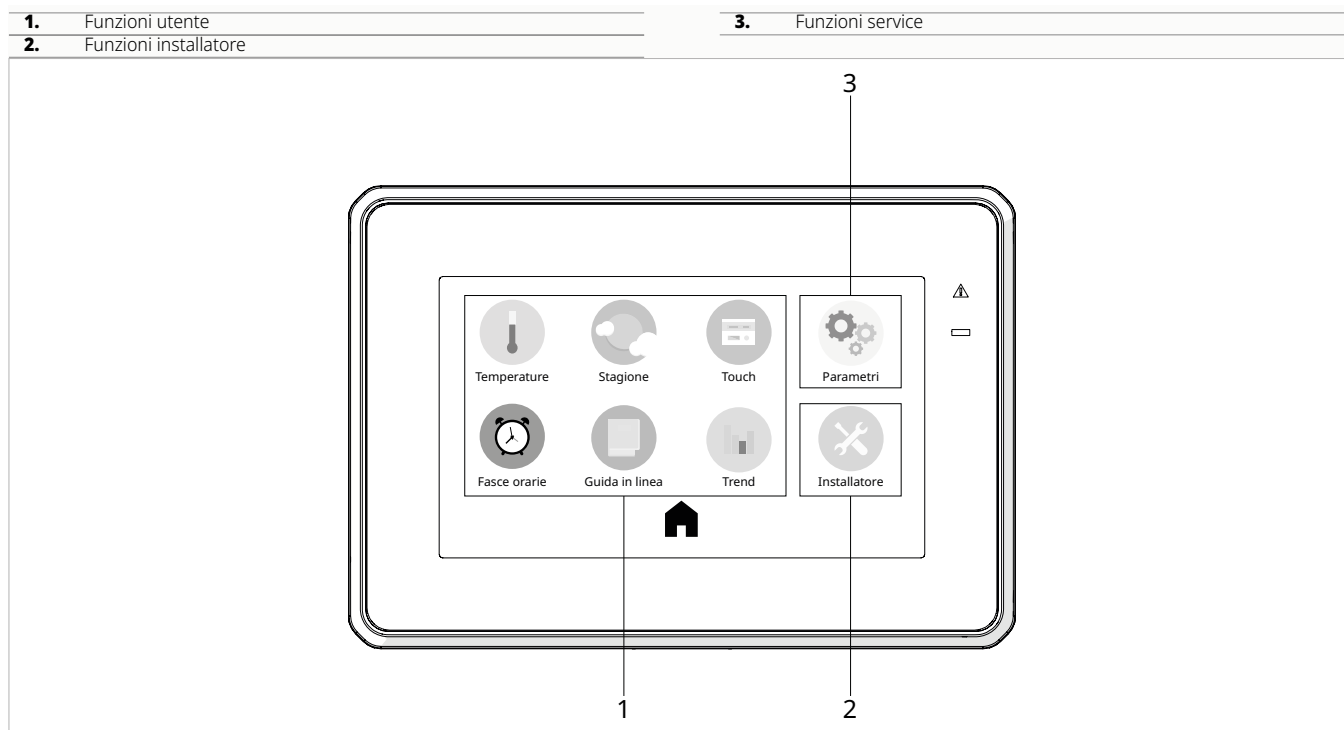 1. Funzioni utente
2. Funzioni installatore
3. Funzioni service
3
Temperature Stagione Touch Parametri
Fasce orarie Guida in linea Trend Installatore
1 2